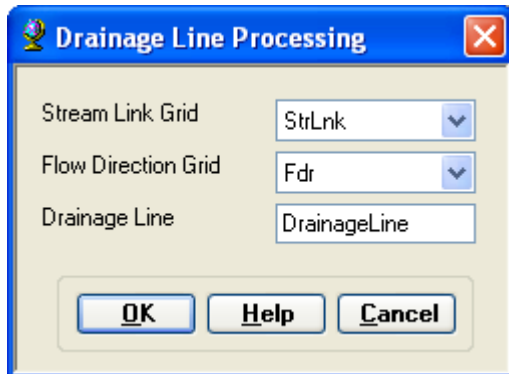 Drainage Line Processing
Stream Link Grid StrLnk
Flow Direction Grid Fdr
Drainage Line DrainageLine
OK Help Cancel